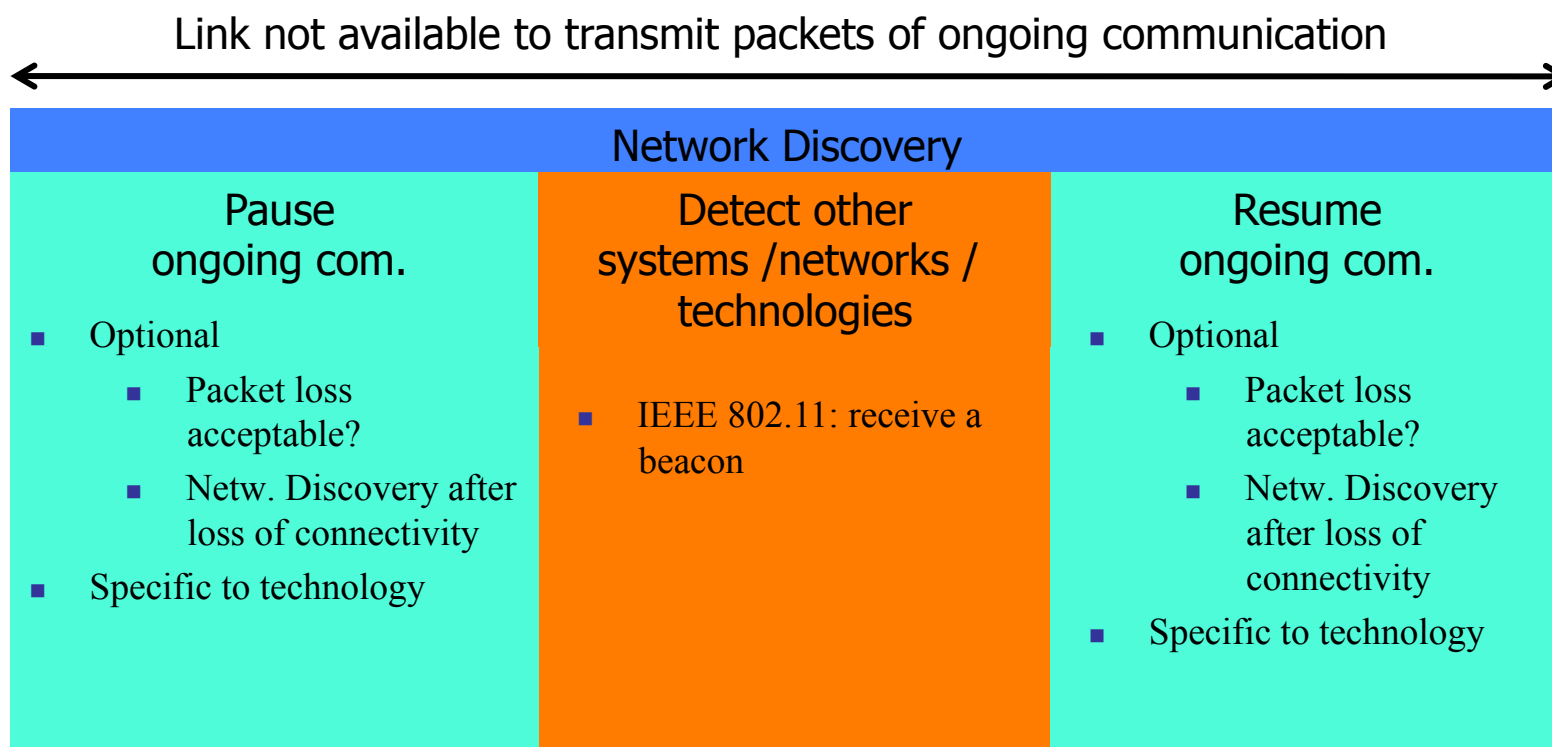 Link not available to transmit packets of ongoing communication
Network Discovery
Pause
ongoing com.
Optional
Packet loss
acceptable?
Netw. Discovery after
loss of connectivity
Specific to technology
Detect other
systems /networks /
technologies
IEEE 802.11: receive a
beacon
Resume
ongoing com.
Optional
Packet loss
acceptable?
Netw. Discovery
after loss of
connectivity
Specific to technology